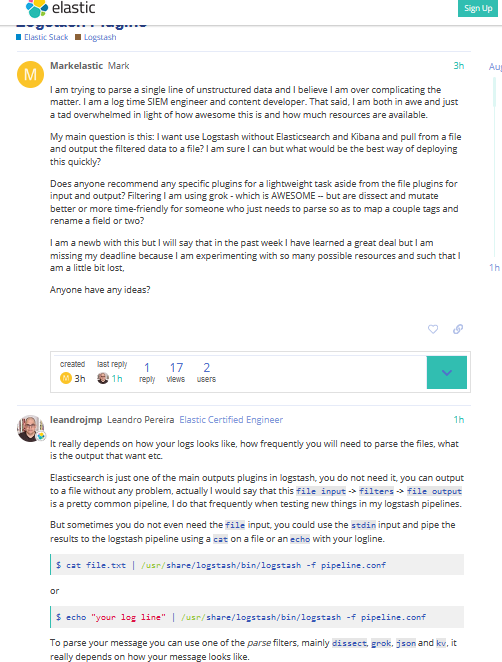 elastic
Sign Up
Logstash Plugins
Elastic Stack Logstash
M
Markelastic Mark
3h
Aug
I am trying to parse a single line of unstructured data and I believe I am over complicating the
matter. I am a log time SIEM engineer and content developer. That said, I am both in awe and just
a tad overwhelmed in light of how awesome this is and how much resources are available.
My main question is this: I want use Logstash without Elasticsearch and Kibana and pull from a file
and output the filtered data to a file? I am sure I can but what would be the best way of deploying
this quickly?
Does anyone recommend any specific plugins for a lightweight task aside from the file plugins for
input and output? Filtering I am using grok - which is AWESOME -- but are dissect and mutate
better or more time-friendly for someone who just needs to parse so as to map a couple tags and
rename a field or two?
I am a newb with this but I will say that in the past week I have learned a great deal but I am
missing my deadline because I am experimenting with so many possible resources and such that I
am a little bit lost,
1h
Anyone have any ideas?
created last reply 1 17 2
M 3h 1h reply views users
leandrojmp Leandro Pereira Elastic Certified Engineer
1h
It really depends on how your logs looks like, how frequently you will need to parse the files, what
is the output that want etc.
Elasticsearch is just one of the main outputs plugins in logstash, you do not need it, you can output
to a file without any problem, actually I would say that this file input -> filters -> file output
is a pretty common pipeline, I do that frequently when testing new things in my logstash pipelines.
But sometimes you do not even need the file input, you could use the stdin input and pipe the
results to the logstash pipeline using a cat on a file or an echo with your logline.
$ cat file.txt | /usr/share/logstash/bin/logstash -f pipeline.conf
or
$ echo "your log line" | /usr/share/logstash/bin/logstash -f pipeline.conf
To parse your message you can use one of the parse filters, mainly dissect, grok, json and kv, it
really depends on how your message looks like.